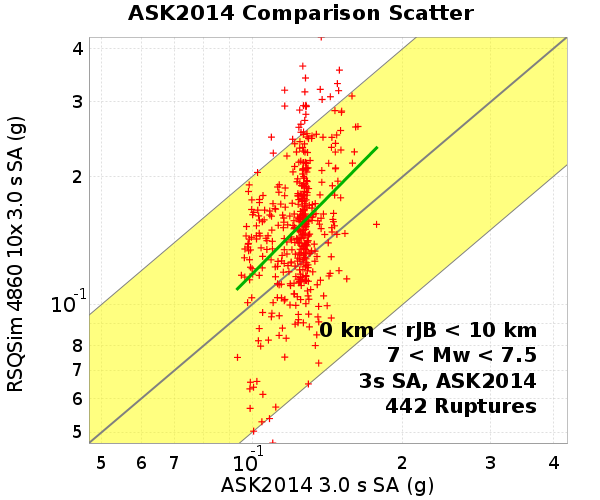 ASK2014 Comparison Scatter
RSQSim 4860 10x 3.0 s SA (g)
4
3
2
10-1
8
7
6
5
0 km < rJB < 10 km
7 < Mw < 7.5
3s SA, ASK2014
442 Ruptures
5 6 7 10-1 2 3 4
ASK2014 3.0 s SA (g)